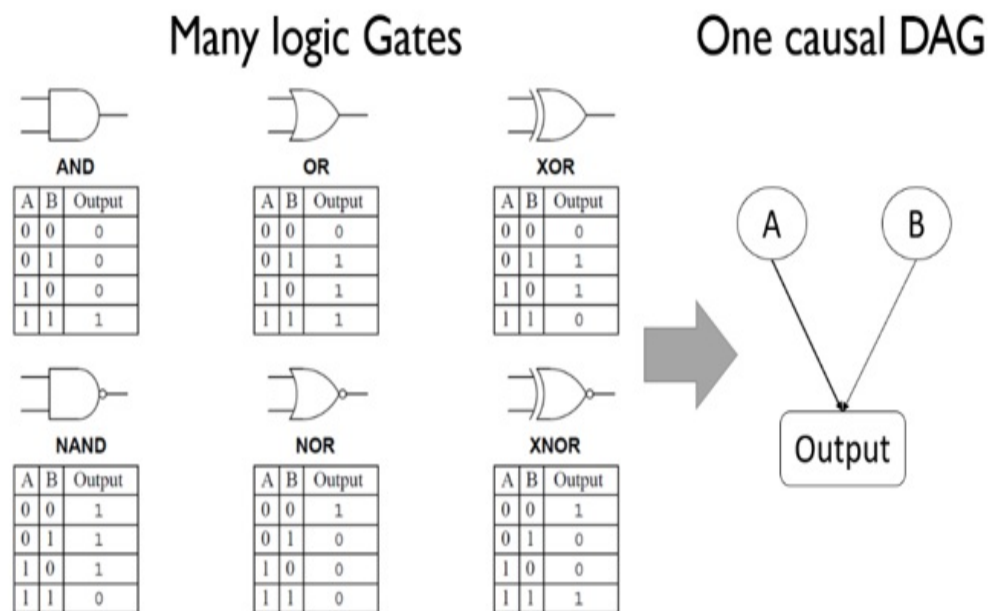 Many logic Gates
One causal DAG
AND
A B Output
0 0 0
0 1 0
1 0 0
1 1 1
OR
A B Output
0 0 0
0 1 1
1 0 1
1 1 1
XOR
A B Output
0 0 0
0 1 1
1 0 1
1 1 0
NAND
A B Output
0 0 1
0 1 1
1 0 1
1 1 0
NOR
A B Output
0 0 1
0 1 0
1 0 0
1 1 0
XNOR
A B Output
0 0 1
0 1 0
1 0 0
1 1 1
A
B
Output